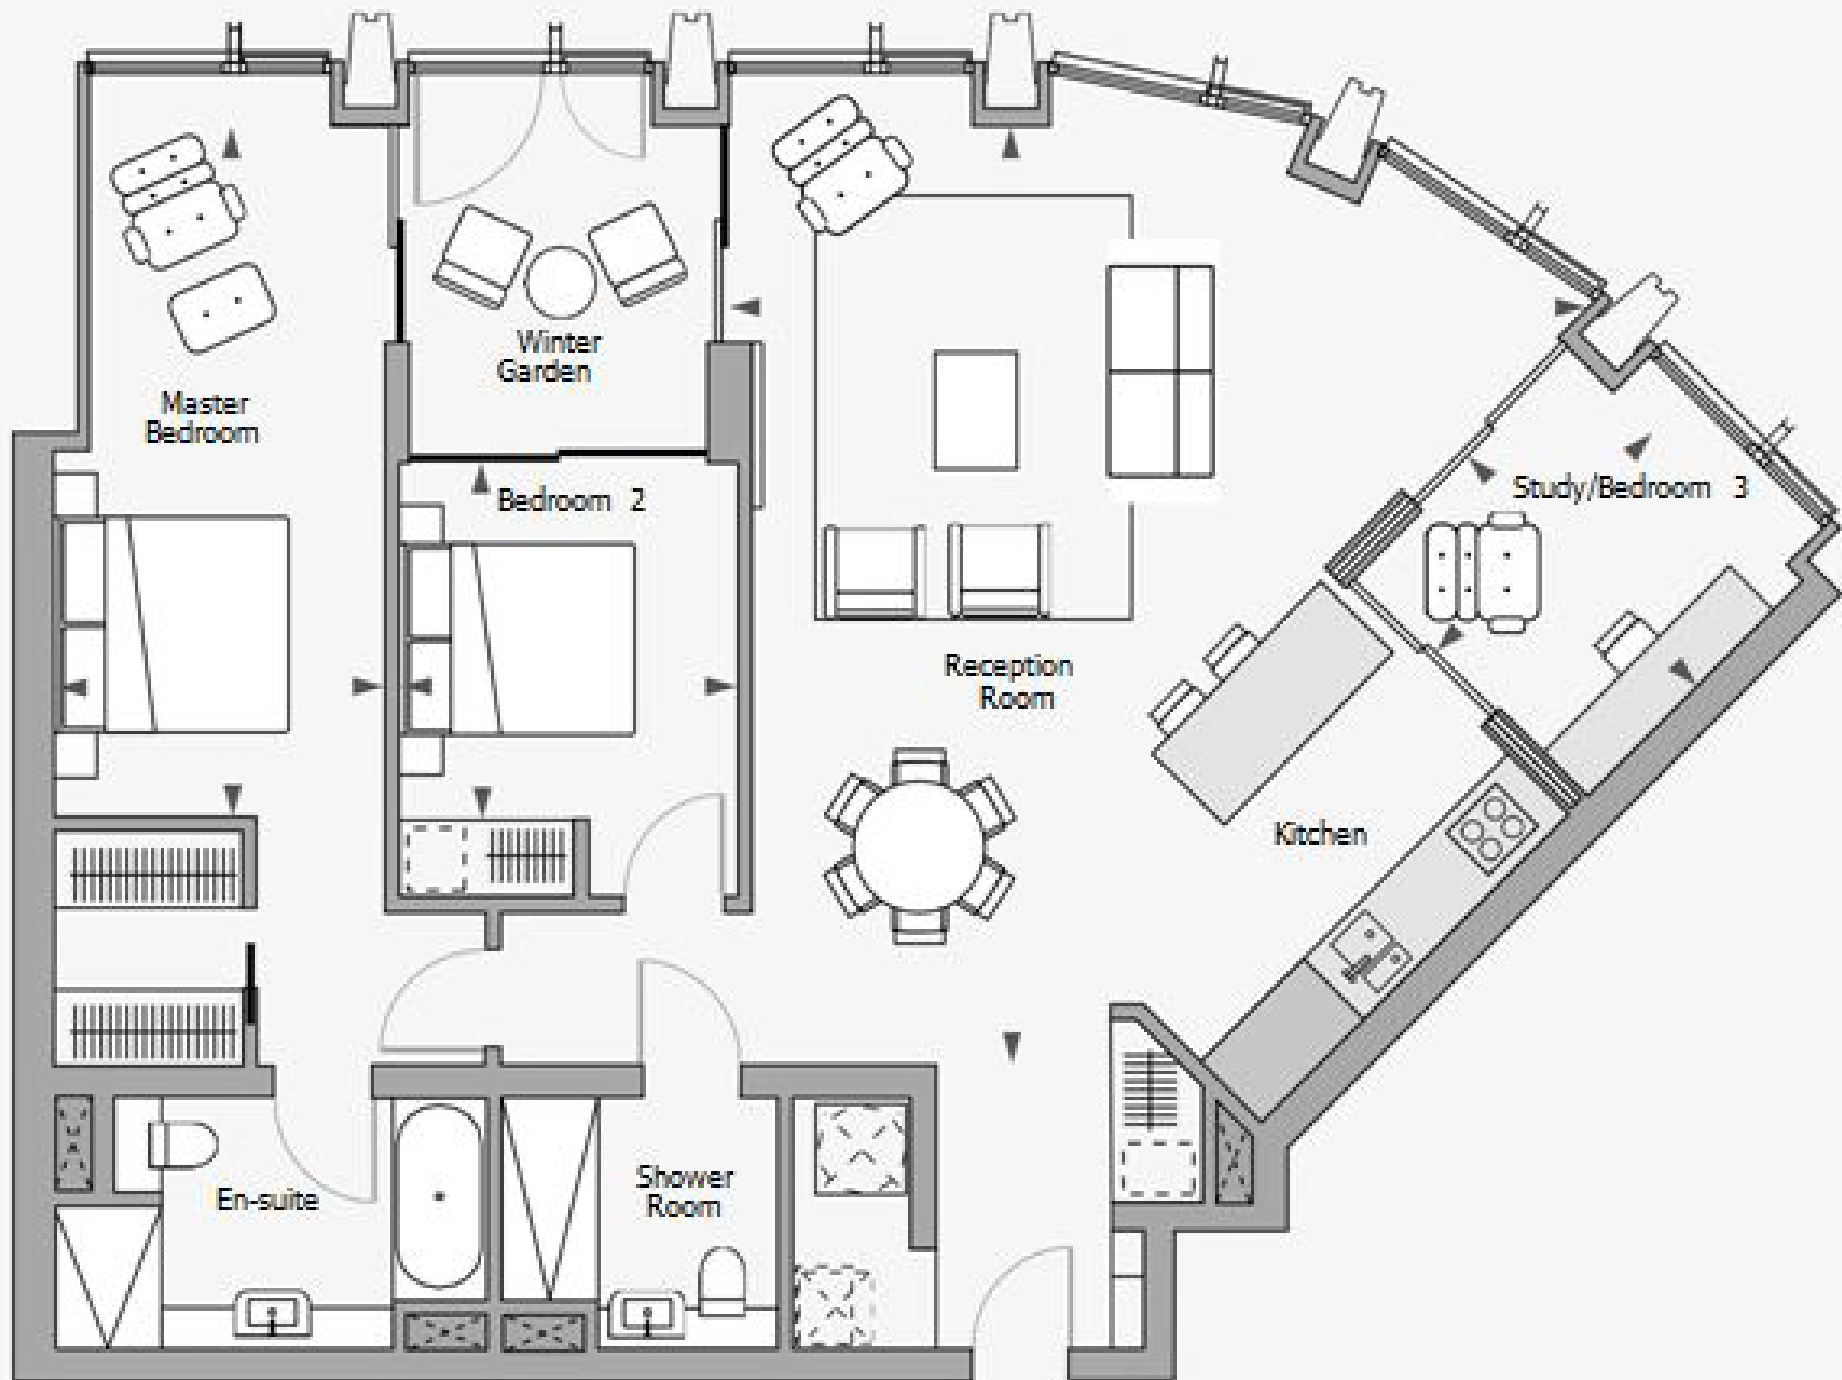 Winter
Garden
Master
Bedroom
Bedroom 2
Study/Bedroom 3
Reception
Room
Kitchen
Shower
Room
En-suite